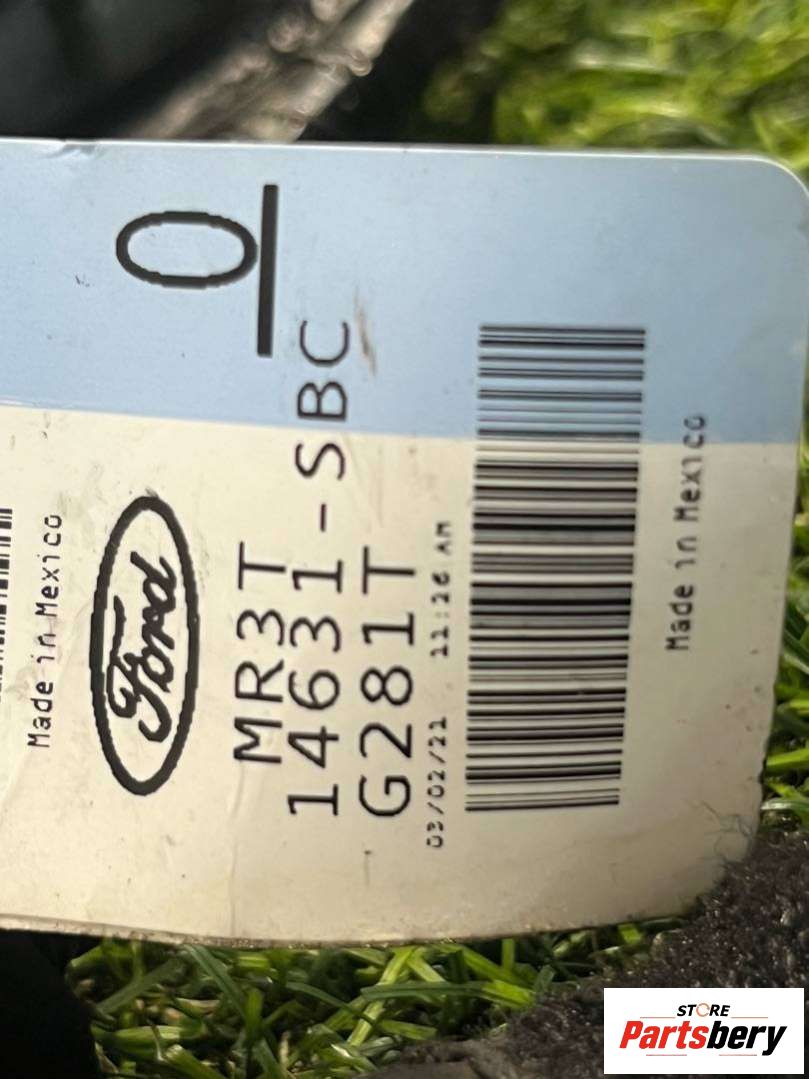 Made in Mexico
Ford
0
MR3T
14631-SBC
G281T
03/02/21 11:26 AM
Made in Mexico
STORE
Partsbery